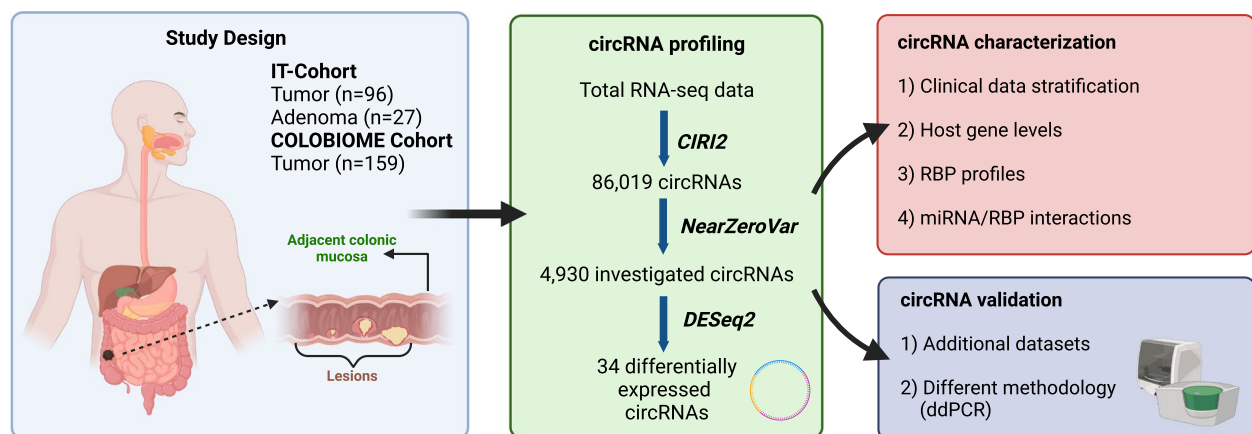 Study Design
IT-Cohort
Tumor (n=96)
Adenoma (n=27)
COLOBIOME Cohort
Tumor (n=159)
Adjacent colonic
mucosa
Lesions
circRNA profiling
Total RNA-seq data
CIRI2
86,019 circRNAs
NearZeroVar
4,930 investigated circRNAs
DESeq2
34 differentially
expressed
circRNAs
circRNA characterization
1) Clinical data stratification
2) Host gene levels
3) RBP profiles
4) miRNA/RBP interactions
circRNA validation
1) Additional datasets
2) Different methodology
(ddPCR)